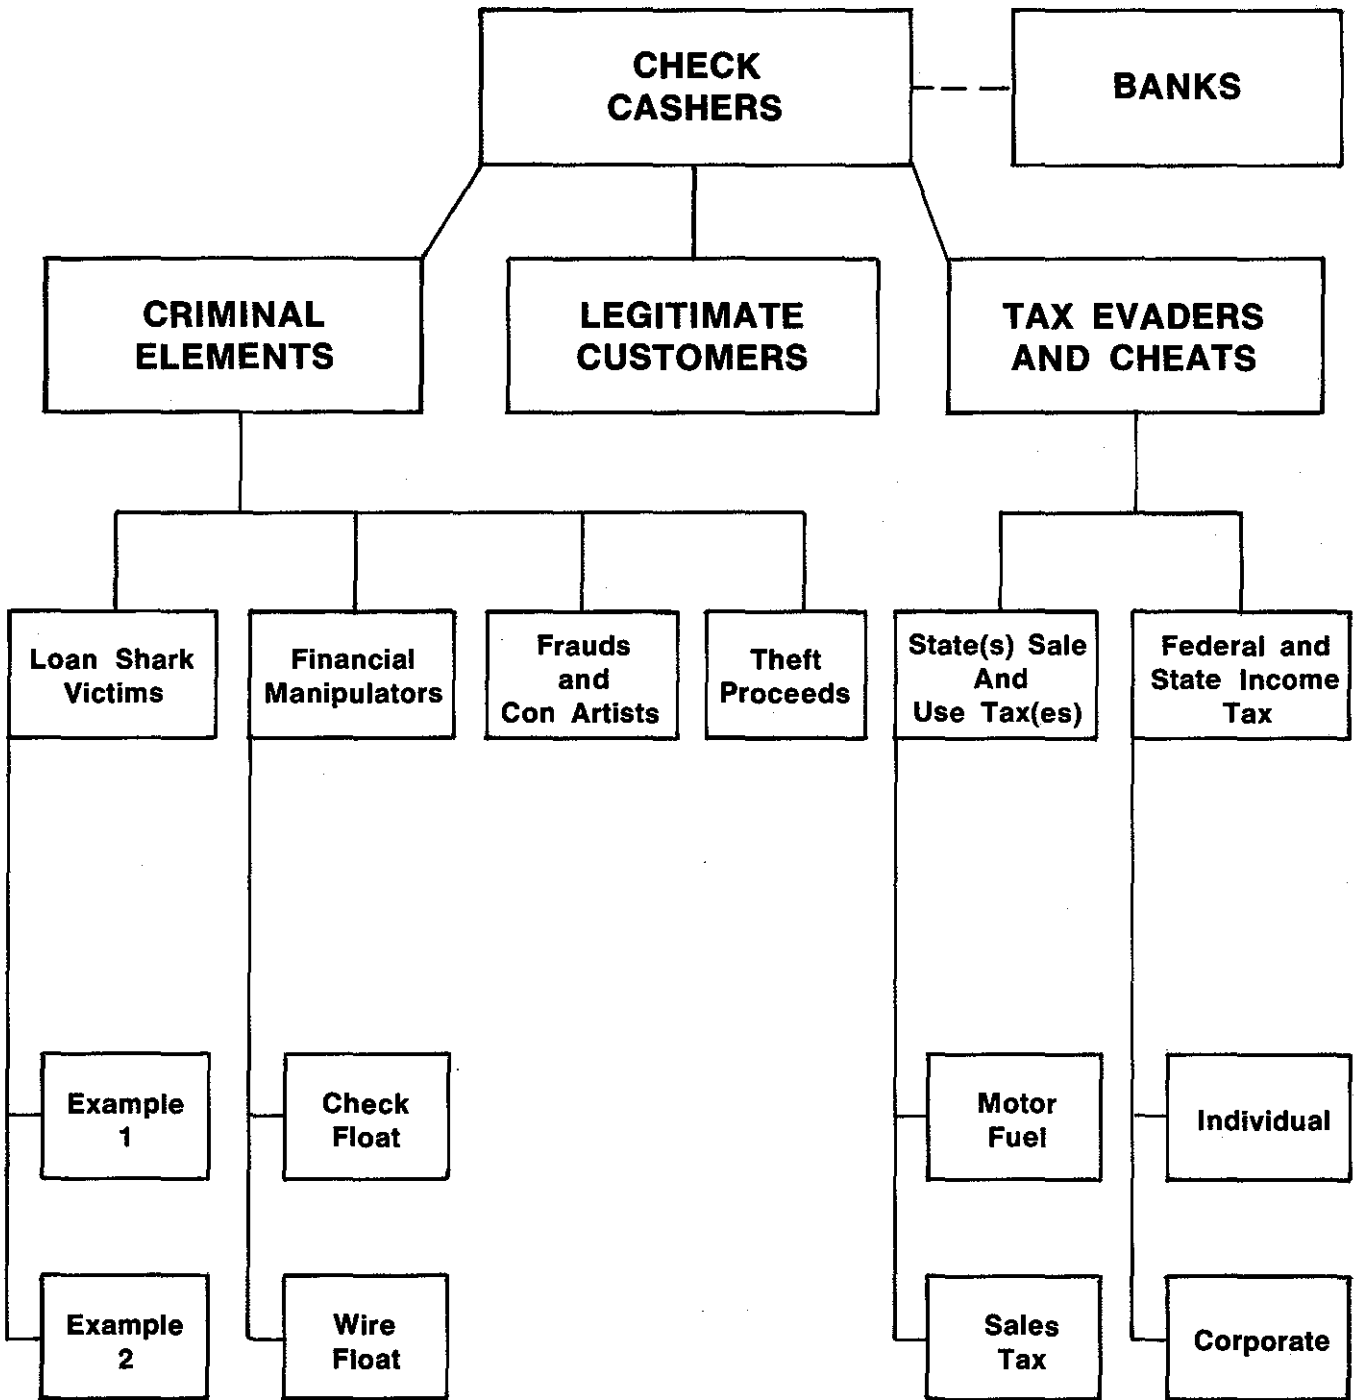 CHECK
CASHERS
BANKS
CRIMINAL
ELEMENTS
LEGITIMATE
CUSTOMERS
TAX EVADERS
AND CHEATS
Loan Shark
Victims
Financial
Manipulators
Frauds
and
Con Artists
Theft
Proceeds
State(s) Sale
And
Use Tax(es)
Federal and
State Income
Tax
Example
1
Check
Float
Motor
Fuel
Individual
Example
2
Wire
Float
Sales
Tax
Corporate